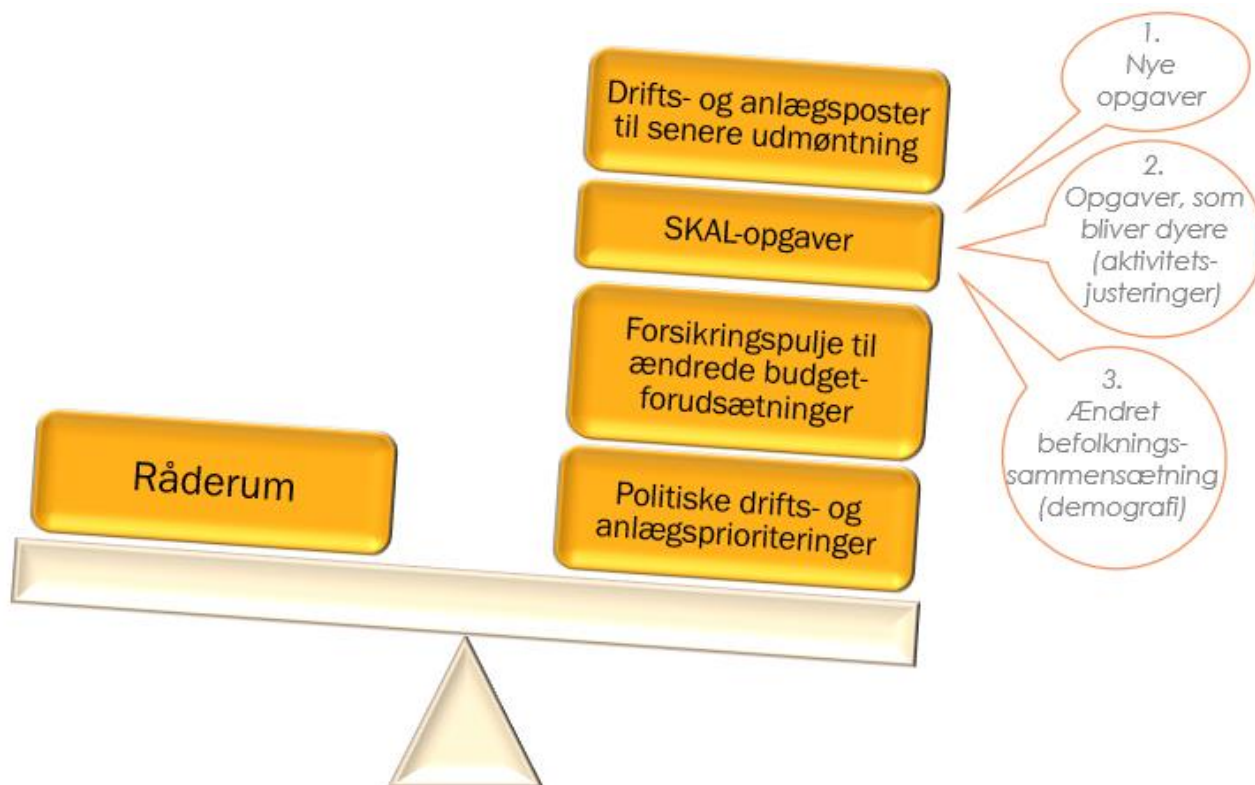 Drifts- og anlægsposter
til senere udmøntning
SKAL-opgaver
Forsikringspulje til
ændrede budget-
forudsætninger
Politiske drifts- og
anlægsprioriteringer
Råderum
1.
Nye
opgaver
2.
Opgaver, som
bliver dyere
(aktivitets-
justeringer)
3.
Ændret
befolknings-
sammensætning
(demografi)